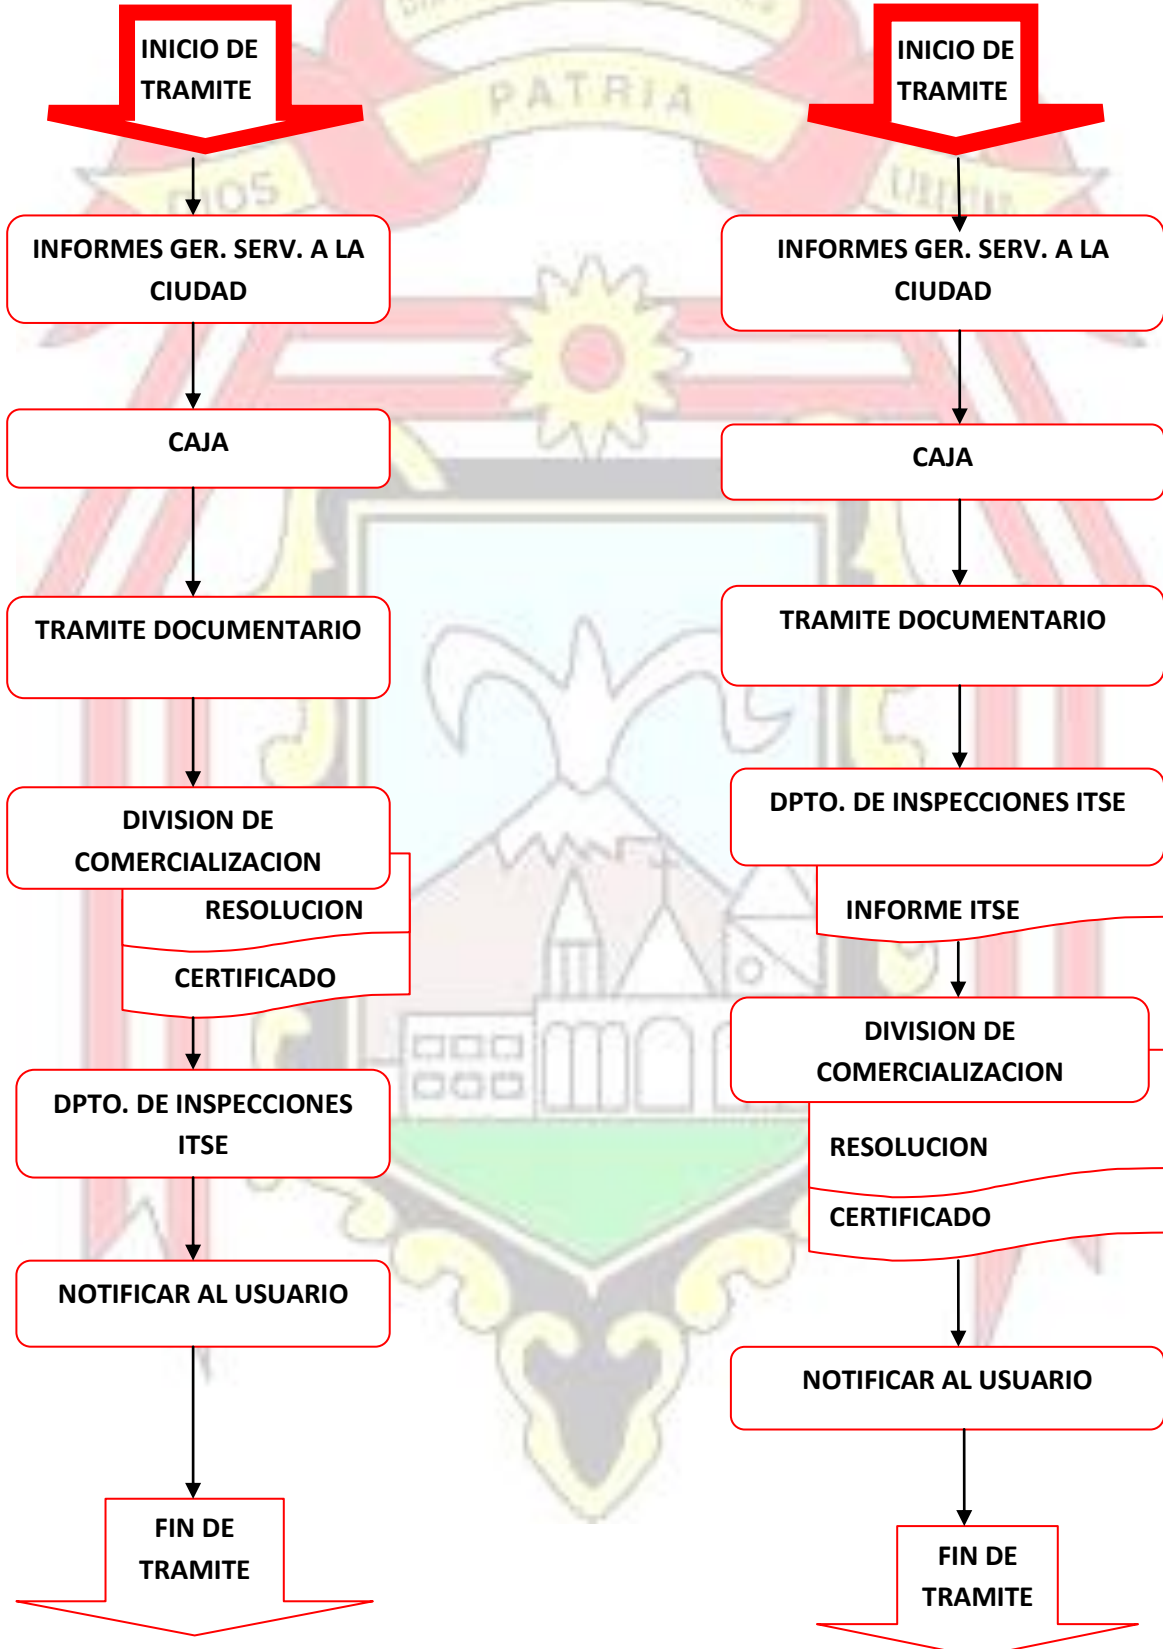 INICIO DE
TRAMITE
INFORMES GER. SERV. A LA
CIUDAD
CAJA
TRAMITE DOCUMENTARIO
DIVISION DE
COMERCIALIZACION
RESOLUCION
CERTIFICADO
DPTO. DE INSPECCIONES
ITSE
NOTIFICAR AL USUARIO
FIN DE
TRAMITE
INICIO DE
TRAMITE
INFORMES GER. SERV. A LA
CIUDAD
CAJA
TRAMITE DOCUMENTARIO
DPTO. DE INSPECCIONES ITSE
INFORME ITSE
DIVISION DE
COMERCIALIZACION
RESOLUCION
CERTIFICADO
NOTIFICAR AL USUARIO
FIN DE
TRAMITE
PATRIA
DIOS
LIBERTAD